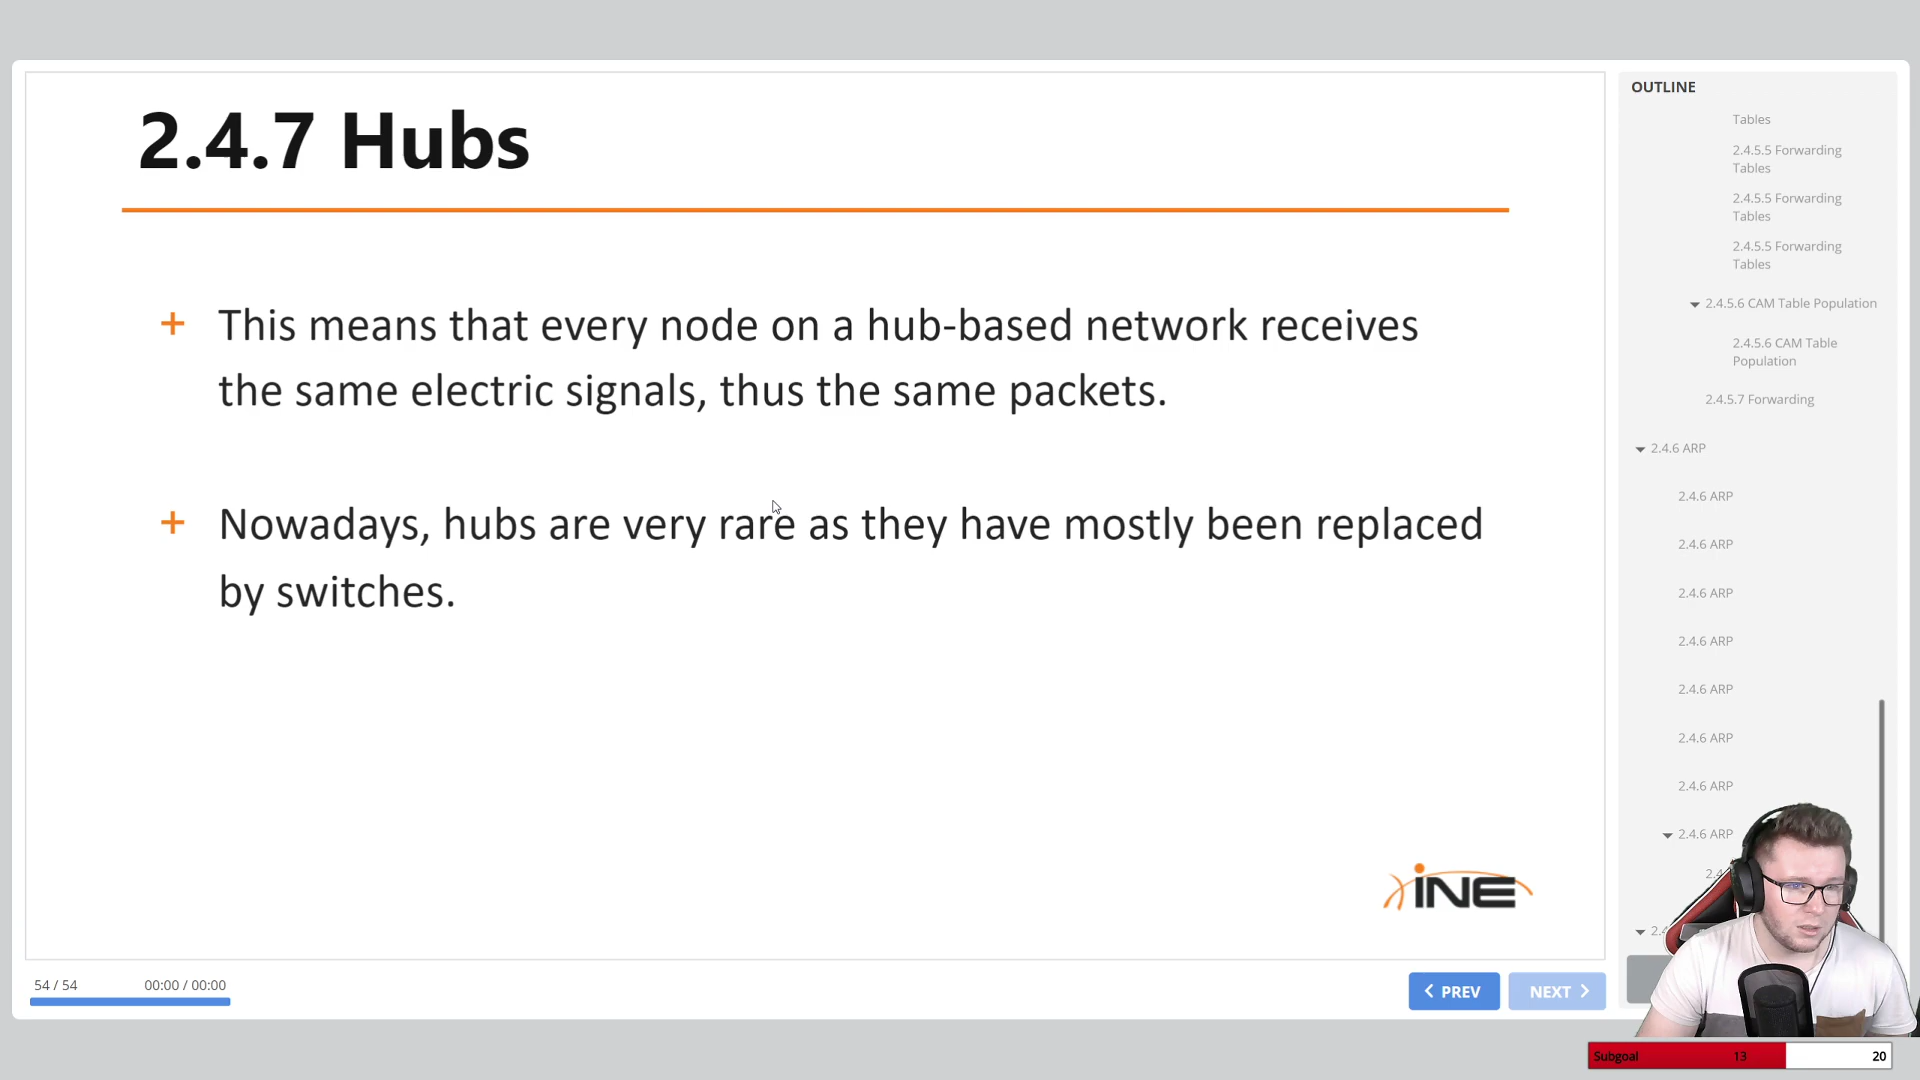 2.4.7 Hubs
+ This means that every node on a hub-based network receives
the same electric signals, thus the same packets.
+ Nowadays, hubs are very rare as they have mostly been replaced
by switches.
INE
54 / 54
00:00 / 00:00
PREV
NEXT
OUTLINE
Tables
2.4.5.5 Forwarding
Tables
2.4.5.5 Forwarding
Tables
2.4.5.5 Forwarding
Tables
2.4.5.6 CAM Table Population
2.4.5.6 CAM Table
Population
2.4.5.7 Forwarding
2.4.6 ARP
2.4.6 ARP
2.4.6 ARP
2.4.6 ARP
2.4.6 ARP
2.4.6 ARP
2.4.6 ARP
2.4.6 ARP
2.4.6 ARP
Subgoal 13 20